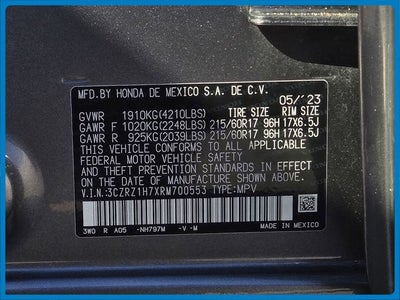 MFD.BY HONDA DE MEXICO S.A. DE C.V.
05/'23
GVWR 1910KG(4210LBS) TIRE SIZE RIM SIZE
GAWR F 1020KG(2248LBS) 215/60R17 96H 17X6.5J
GAWR R 925KG(2039LBS) 215/60R17 96H 17X6.5J
THIS VEHICLE CONFORMS TO ALL APPLICABLE
FEDERAL MOTOR VEHICLE SAFETY AND
THEFT PREVENTION STANDARDS IN EFFECT
ON THE DATE OF MANUFACTURE SHOWN ABOVE.
V.I.N.:3CZRZ1H7XRM700553 TYPE:MPV
3W0 R A05 -NH797M -V -M
MADE IN MEXICO